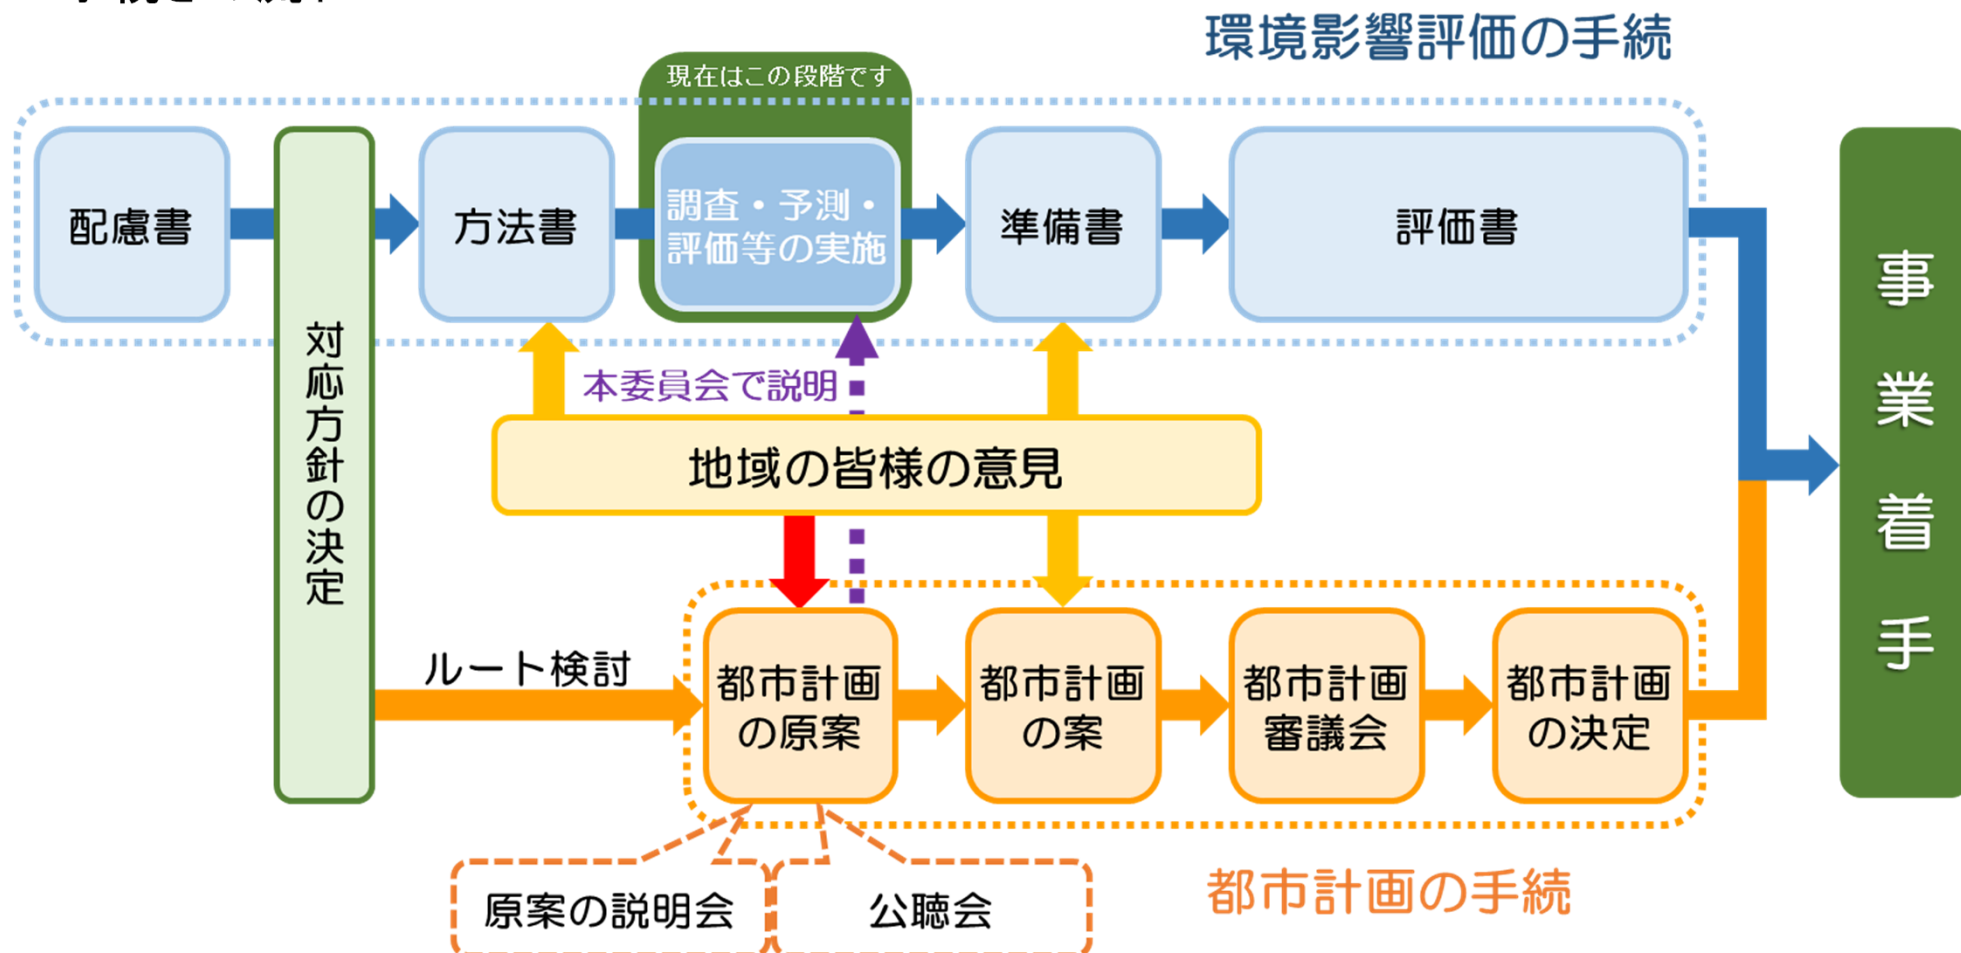 環境影響評価の手続
現在はこの段階です
配慮書
方法書
調査・予測・
評価等の実施
準備書
評価書
対応方針の決定
本委員会で説明
地域の皆様の意見
事業着手
ルート検討
都市計画
の原案
都市計画
の案
都市計画
審議会
都市計画
の決定
原案の説明会
公聴会
都市計画の手続